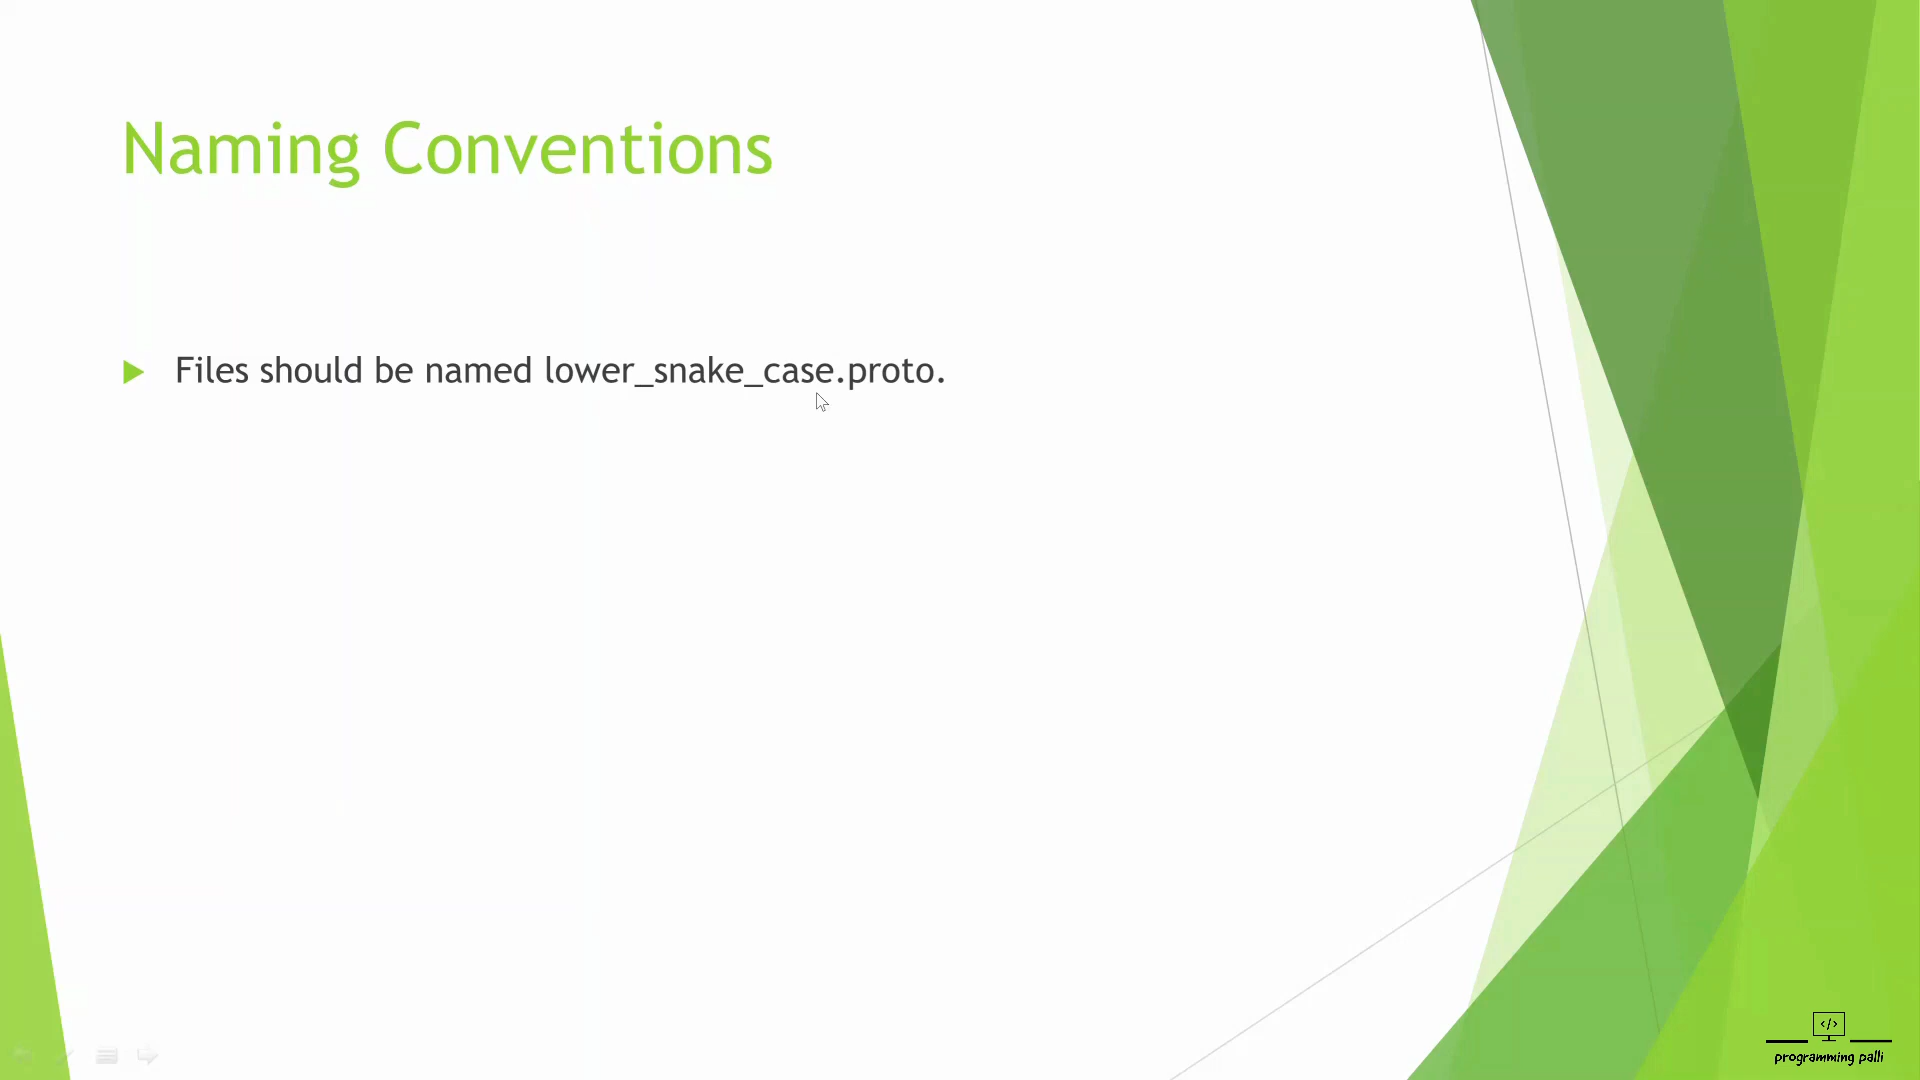 Naming Conventions
Files should be named lower_snake_case.proto.
</>
programming palli